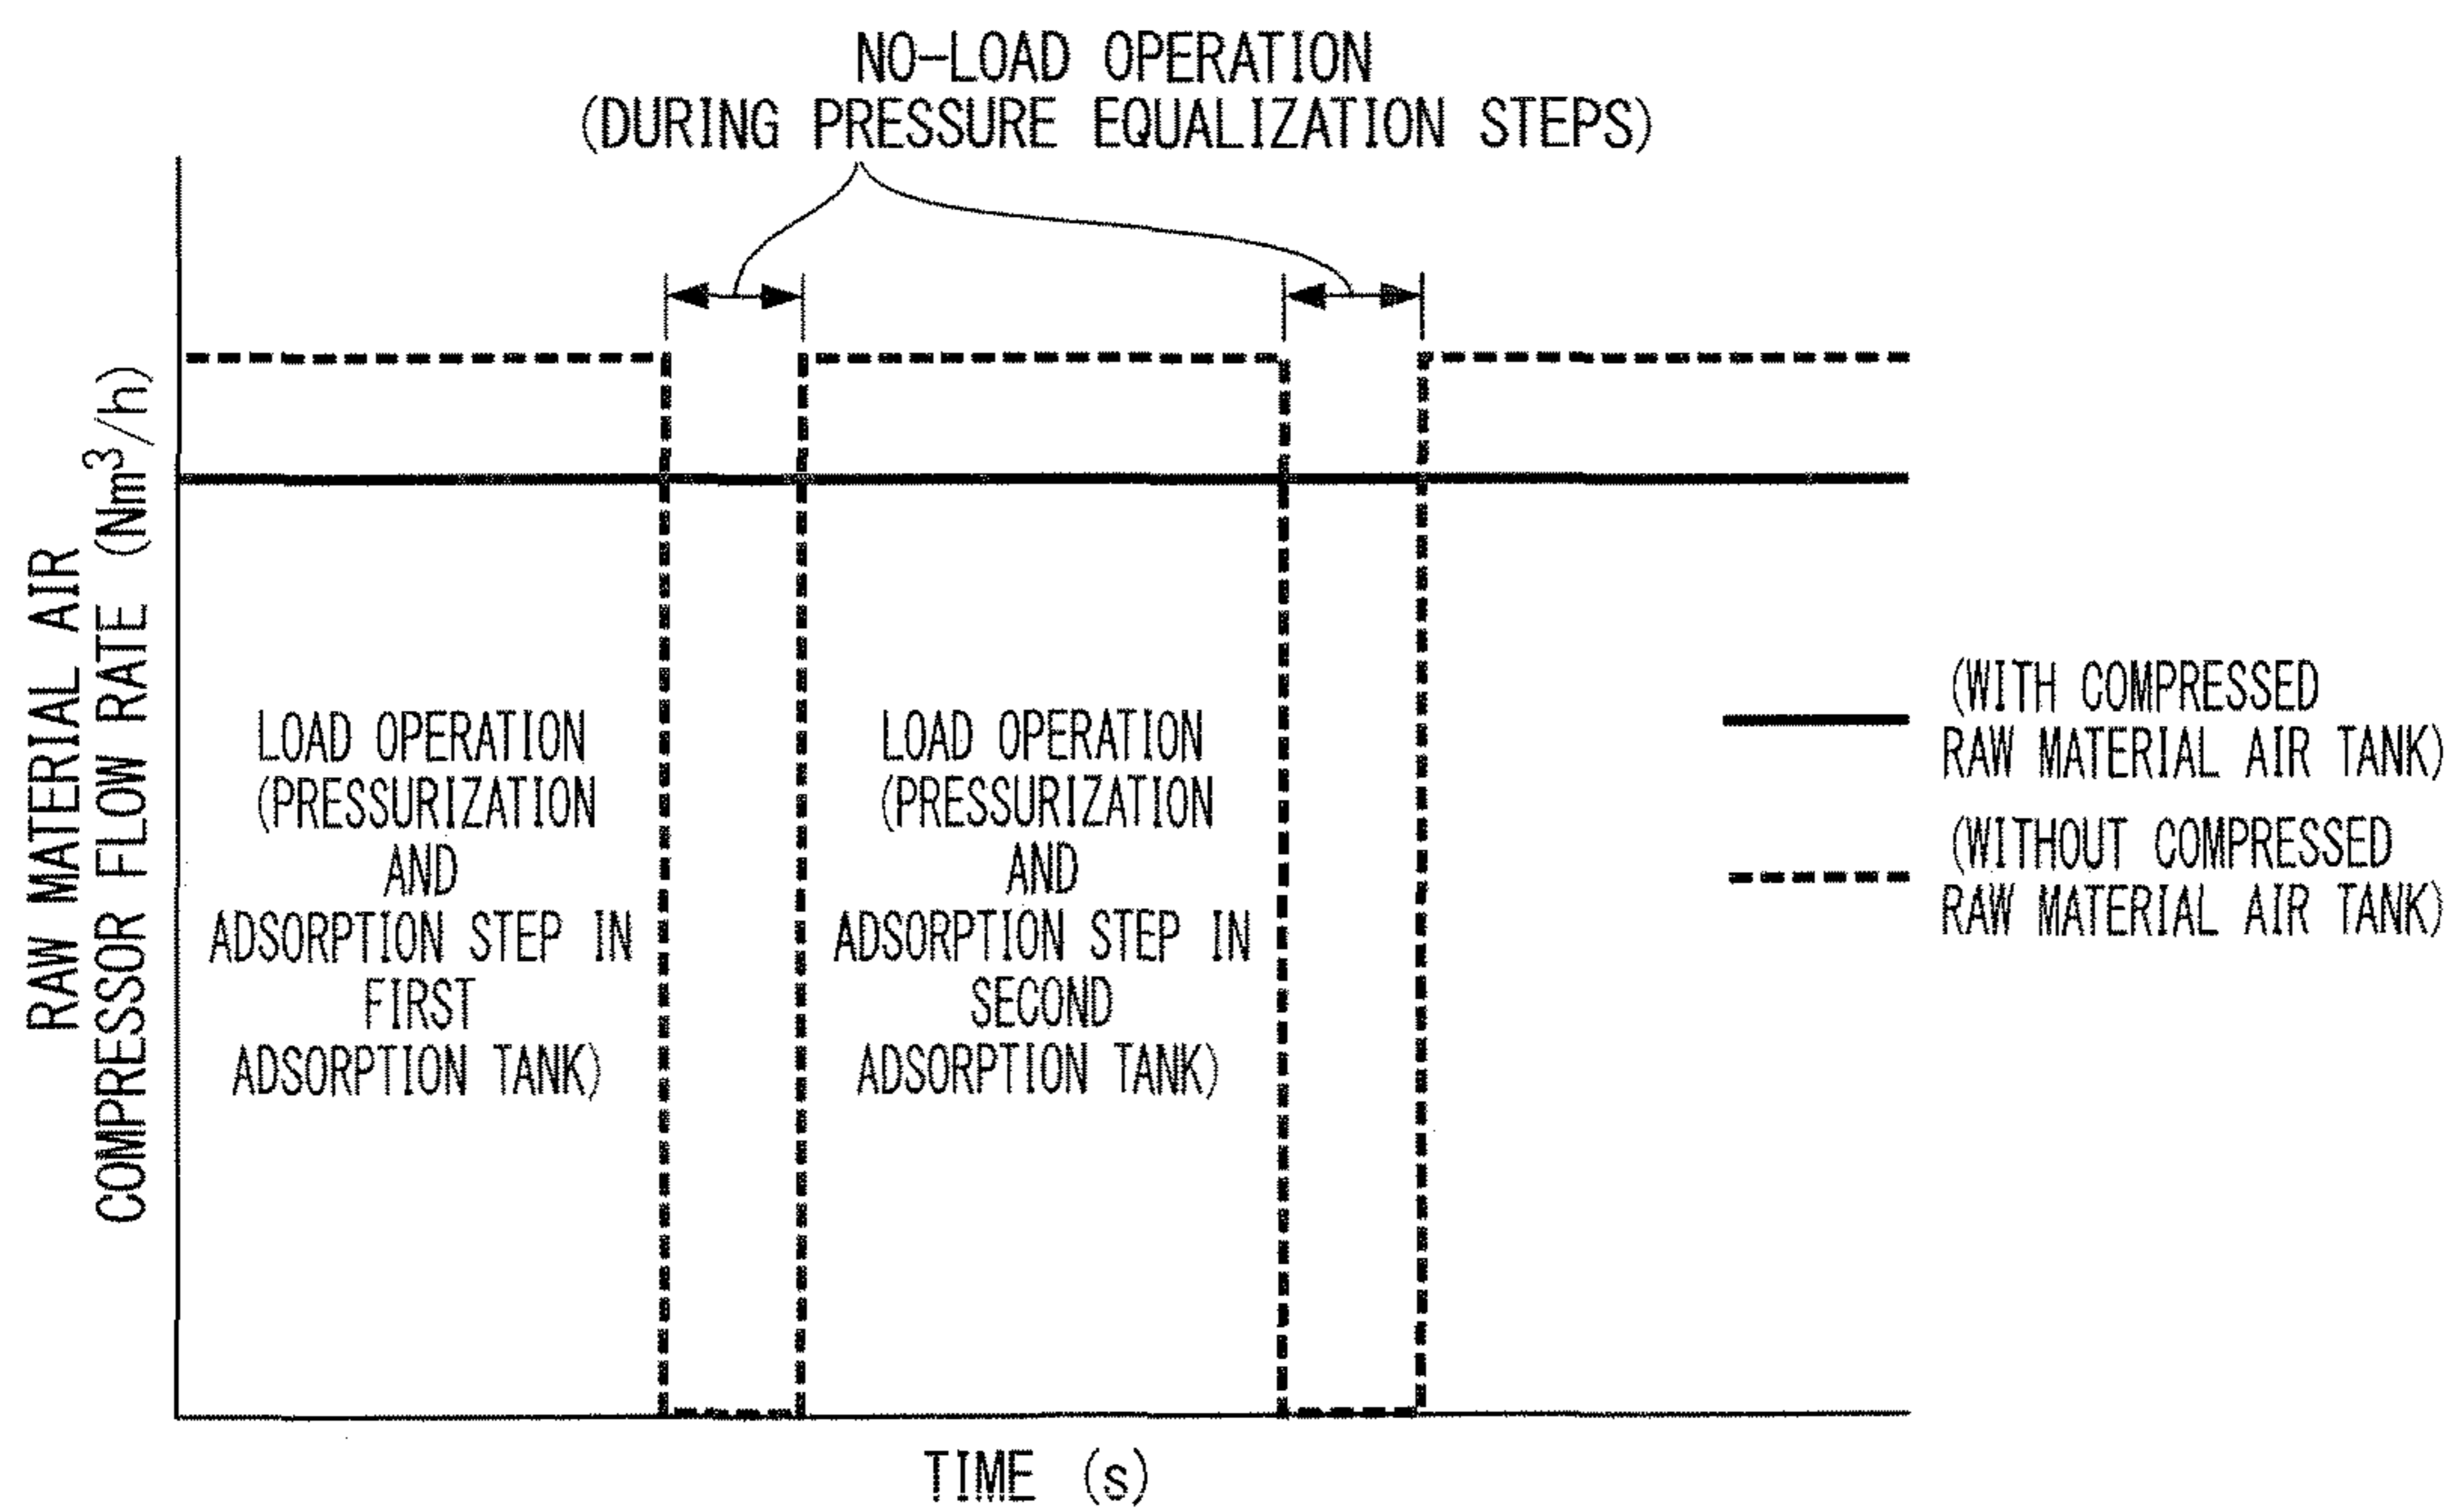 NO-LOAD OPERATION
(DURING PRESSURE EQUALIZATION STEPS)
RAW MATERIAL AIR
COMPRESSOR FLOW RATE (Nm³/h)
LOAD OPERATION
(PRESSURIZATION
AND
ADSORPTION STEP IN
FIRST
ADSORPTION TANK)
LOAD OPERATION
(PRESSURIZATION
AND
ADSORPTION STEP IN
SECOND
ADSORPTION TANK)
(WITH COMPRESSED
RAW MATERIAL AIR TANK)
(WITHOUT COMPRESSED
RAW MATERIAL AIR TANK)
TIME (s)